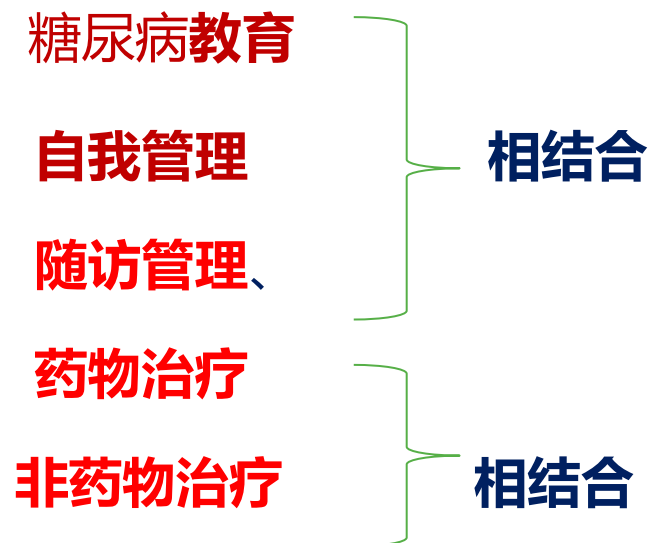 糖尿病教育
自我管理
相结合
随访管理、
药物治疗
非药物治疗
相结合